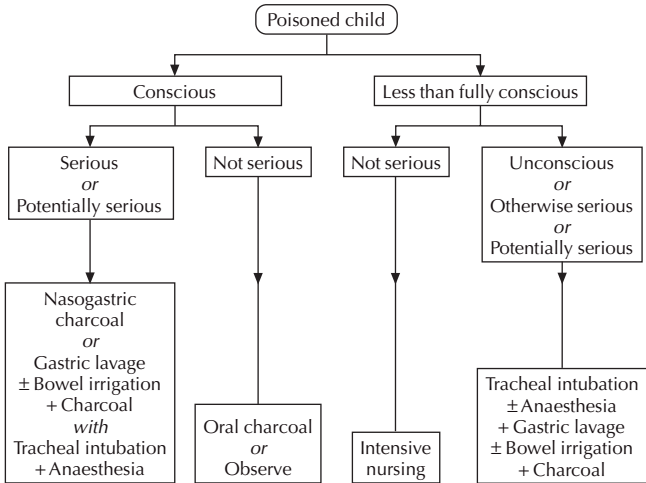 Poisoned child
Conscious
Less than fully conscious
Serious
or
Potentially serious
Not serious
Not serious
Unconscious
or
Otherwise serious
or
Potentially serious
Nasogastric
charcoal
or
Gastric lavage
± Bowel irrigation
+ Charcoal
with
Tracheal intubation
+ Anaesthesia
Oral charcoal
or
Observe
Intensive
nursing
Tracheal intubation
± Anaesthesia
+ Gastric lavage
± Bowel irrigation
+ Charcoal